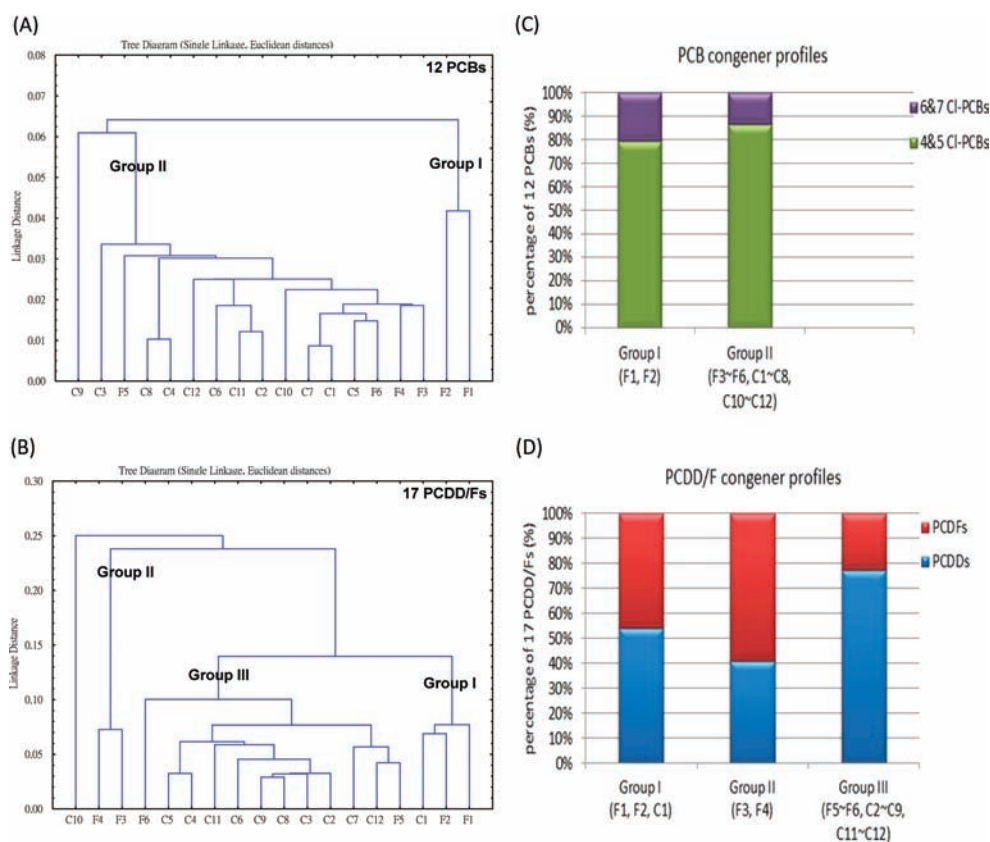 (A)
Tree Diagram (Single Linkage, Euclidean distances)
12 PCBs
0.08
0.07
0.06
0.05
0.04
0.03
0.02
0.01
0.00
Linkage Distance
Group II
Group I
C9 C3 F5 C8 C4 C12 C6 C11 C2 C10 C7 C1 C5 F6 F4 F3 F2 F1
(B)
Tree Diagram (Single Linkage, Euclidean distances)
17 PCDD/Fs
0.30
0.25
0.20
0.15
0.10
0.05
0.00
Linkage Distance
Group II
Group III
Group I
C10 F4 F3 F6 C5 C4 C11 C6 C9 C8 C3 C2 C7 C12 F5 C1 F2 F1
(C)
PCB congener profiles
percentage of 12 PCBs (%)
100%
90%
80%
70%
60%
50%
40%
30%
20%
10%
0%
6&7 Cl-PCBs
4&5 Cl-PCBs
Group I
(F1, F2)
Group II
(F3~F6, C1~C8,
C10~C12)
(D)
PCDD/F congener profiles
percentage of 17 PCDD/Fs (%)
100%
90%
80%
70%
60%
50%
40%
30%
20%
10%
0%
PCDFs
PCDDs
Group I
(F1, F2, C1)
Group II
(F3, F4)
Group III
(F5~F6, C2~C9,
C11~C12)